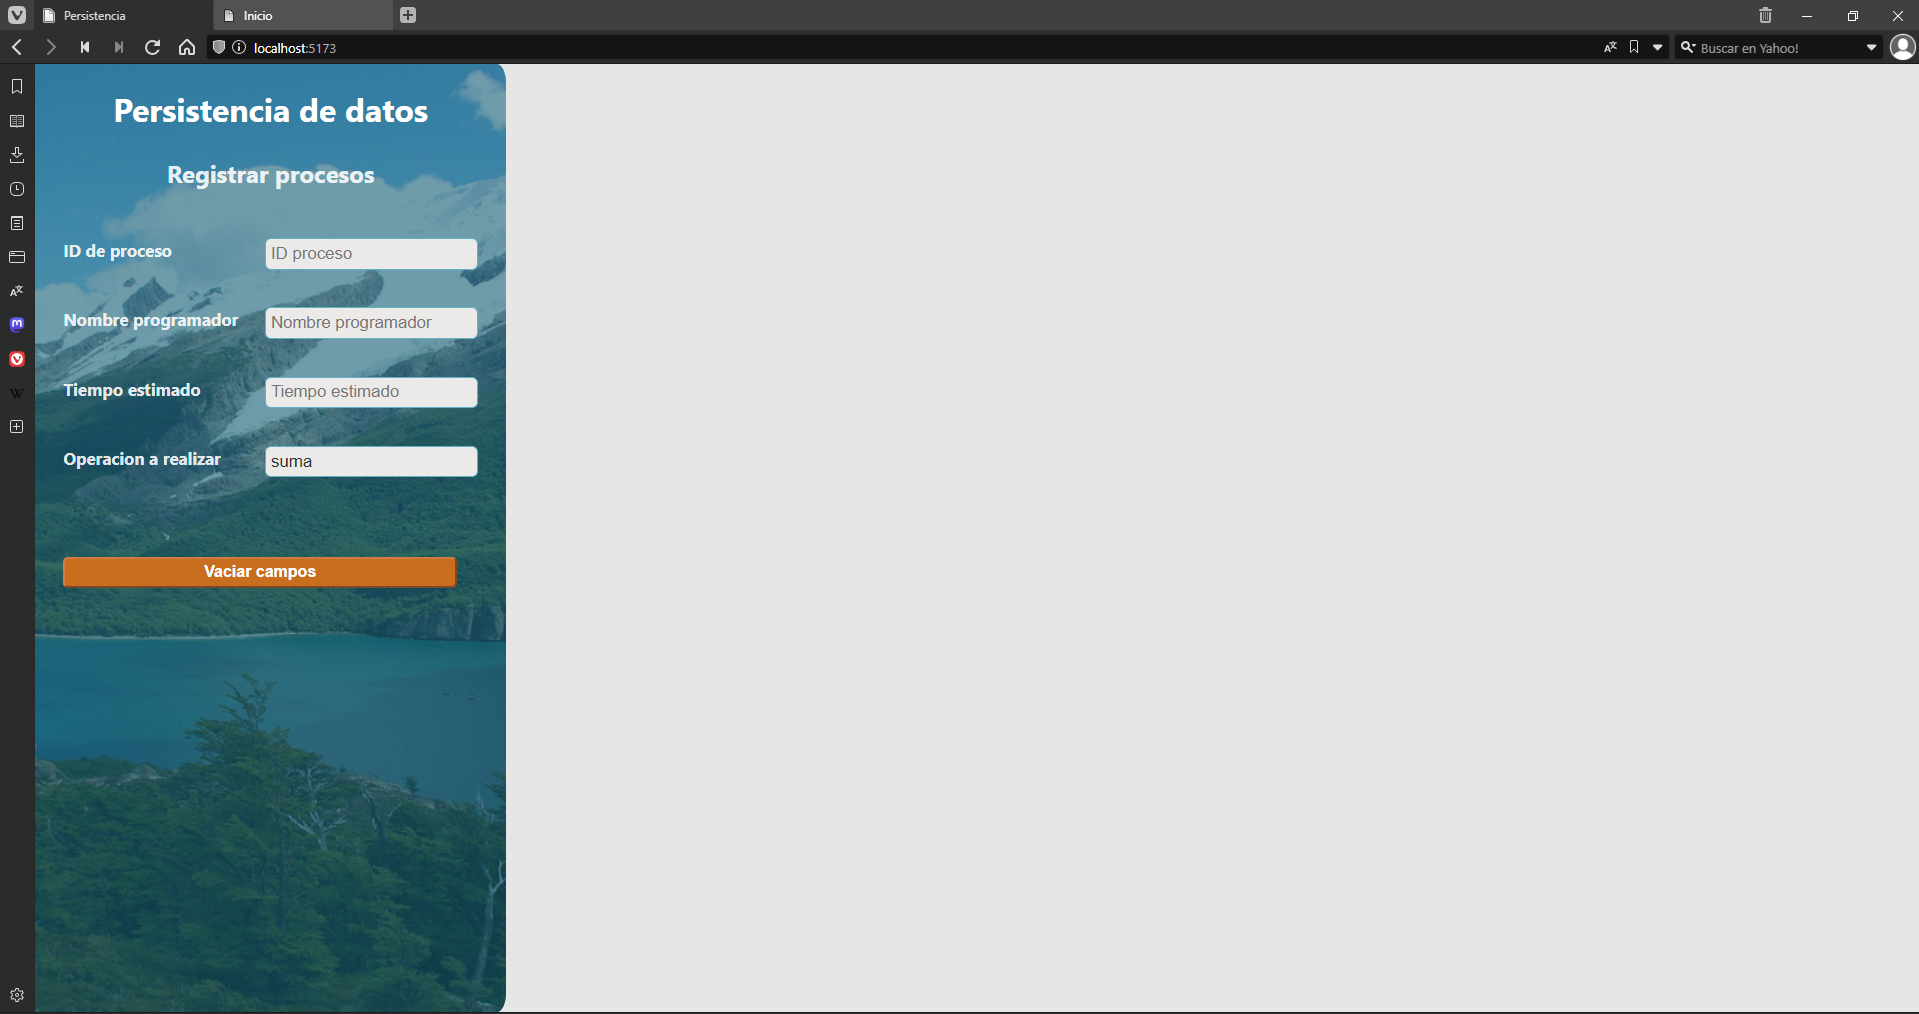 Persistencia
Inicio
localhost:5173
Buscar en Yahoo!
Persistencia de datos
Registrar procesos
ID de proceso
ID proceso
Nombre programador
Nombre programador
Tiempo estimado
Tiempo estimado
Operacion a realizar
suma
Vaciar campos